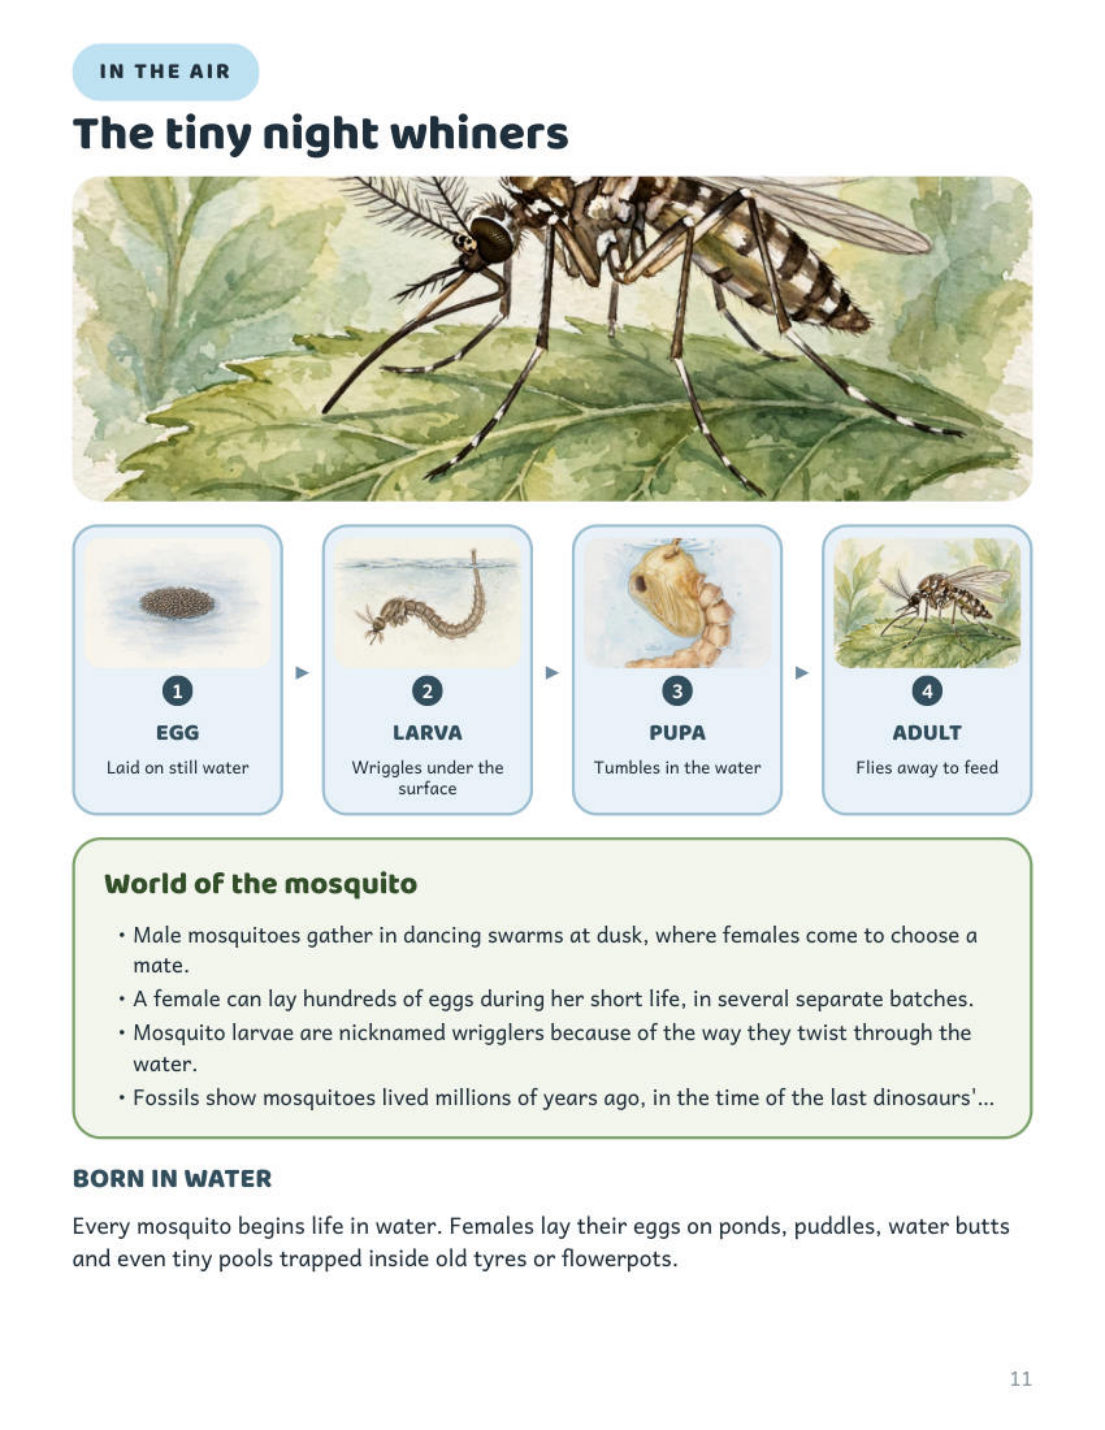 IN THE AIR
The tiny night whiners
1
EGG
Laid on still water
2
LARVA
Wriggles under the
surface
3
PUPA
Tumbles in the water
4
ADULT
Flies away to feed
World of the mosquito
• Male mosquitoes gather in dancing swarms at dusk, where females come to choose a
mate.
• A female can lay hundreds of eggs during her short life, in several separate batches.
• Mosquito larvae are nicknamed wrigglers because of the way they twist through the
water.
• Fossils show mosquitoes lived millions of years ago, in the time of the last dinosaurs'...
BORN IN WATER
Every mosquito begins life in water. Females lay their eggs on ponds, puddles, water butts
and even tiny pools trapped inside old tyres or flowerpots.
11